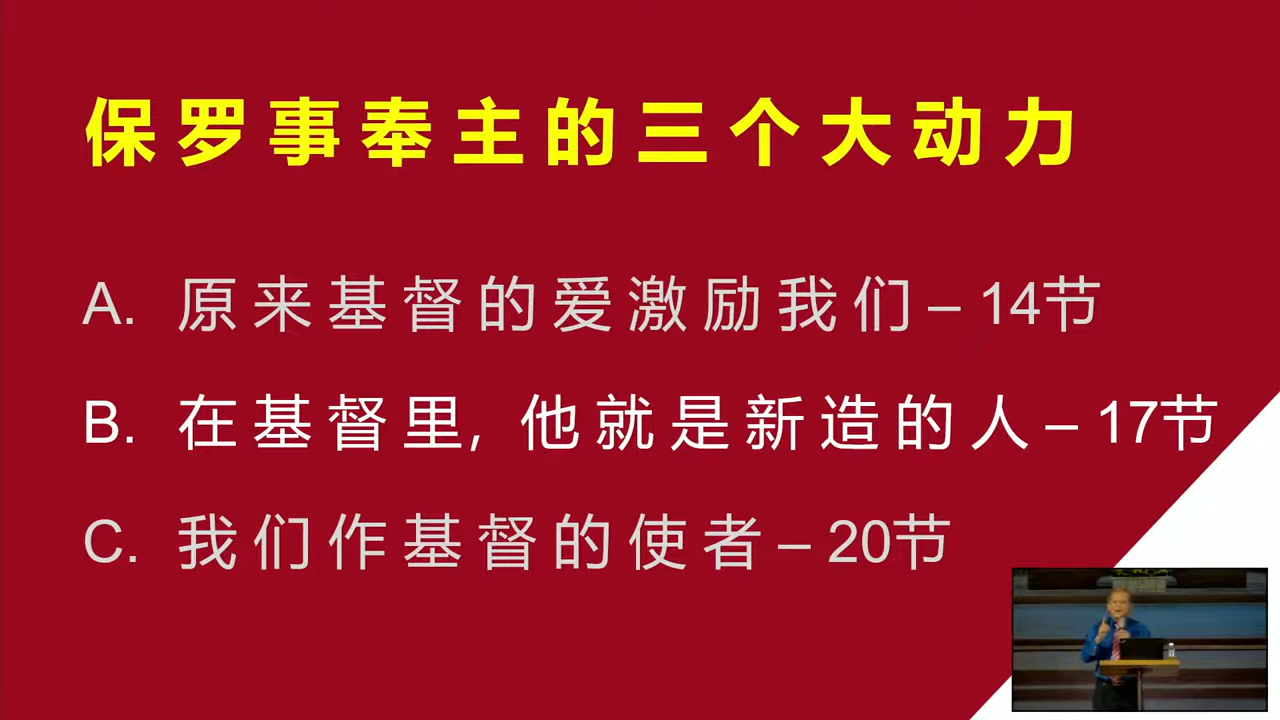 保罗事奉主的三个大动力
A. 原来基督的爱激励我们 – 14节
B. 在基督里, 他就是新造的人 – 17节
C. 我们作基督的使者 – 20节